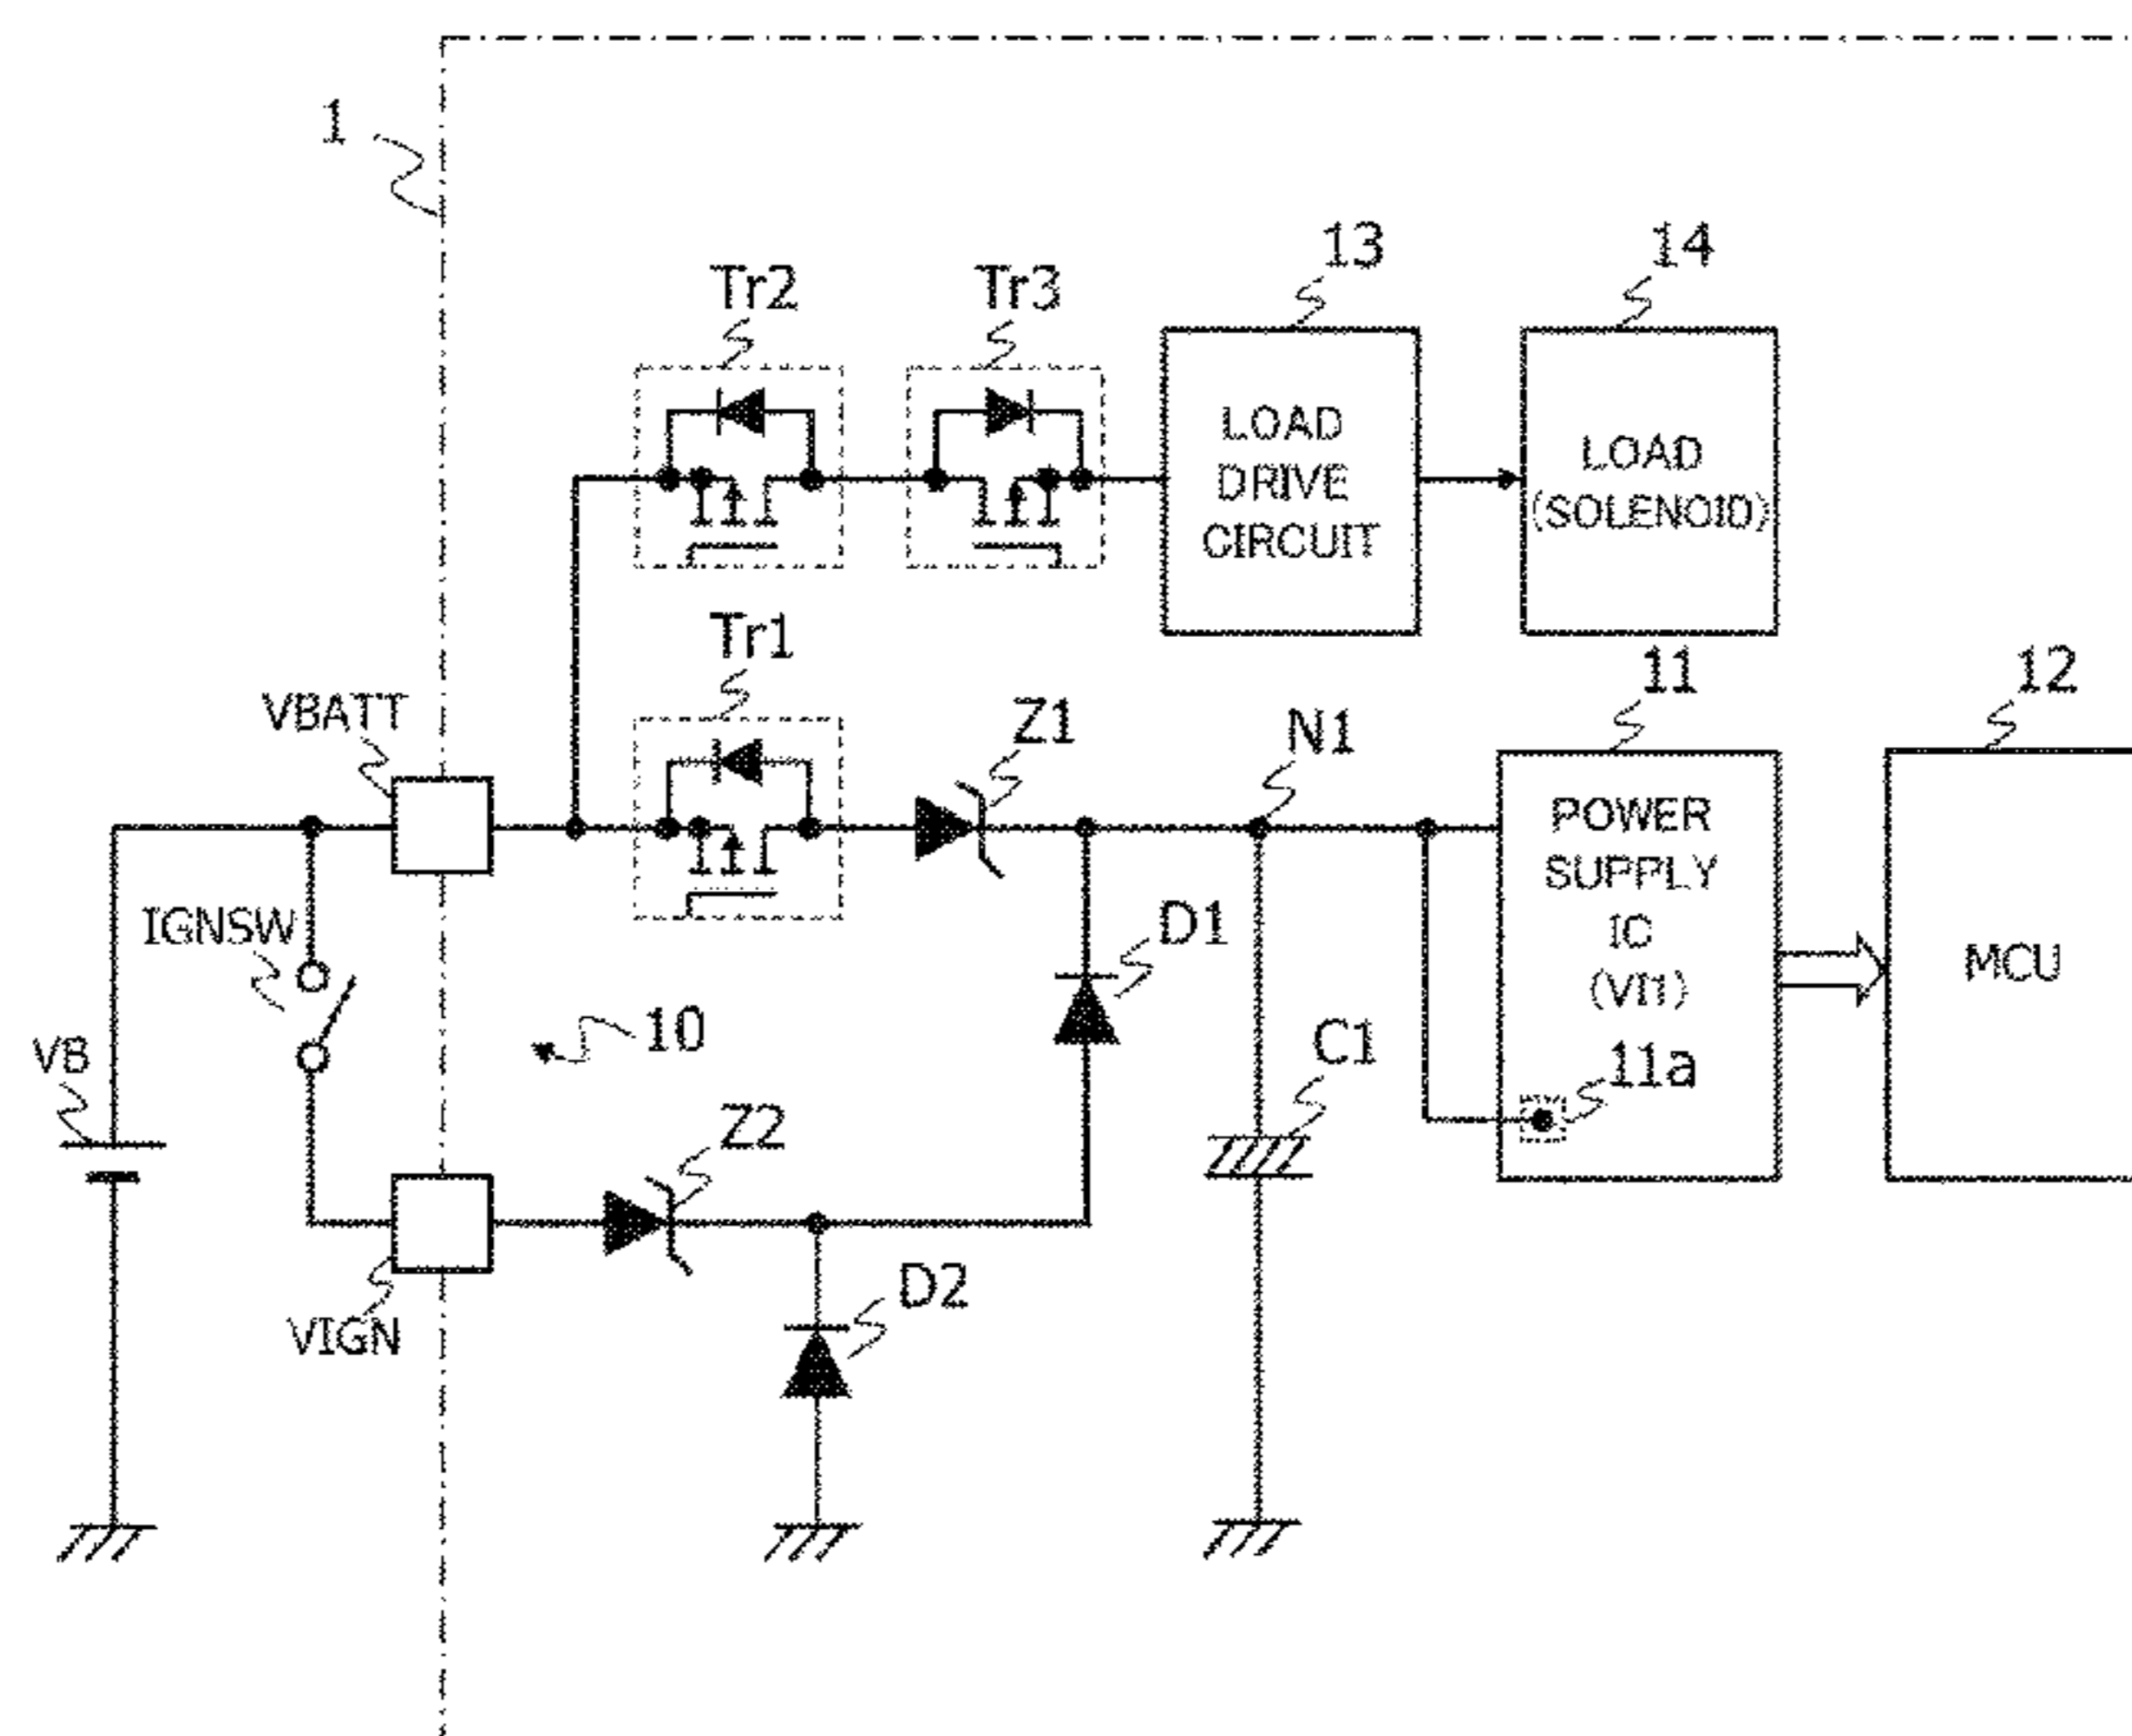 1
13
14
Tr2
Tr3
LOAD
DRIVE
CIRCUIT
LOAD
(SOLENOID)
Tr1
11
12
VBATT
Z1
N1
POWER
SUPPLY
IC
(VI1)
D1
IGNSW
MCU
10
C1
VB
11a
Z2
D2
VIGN